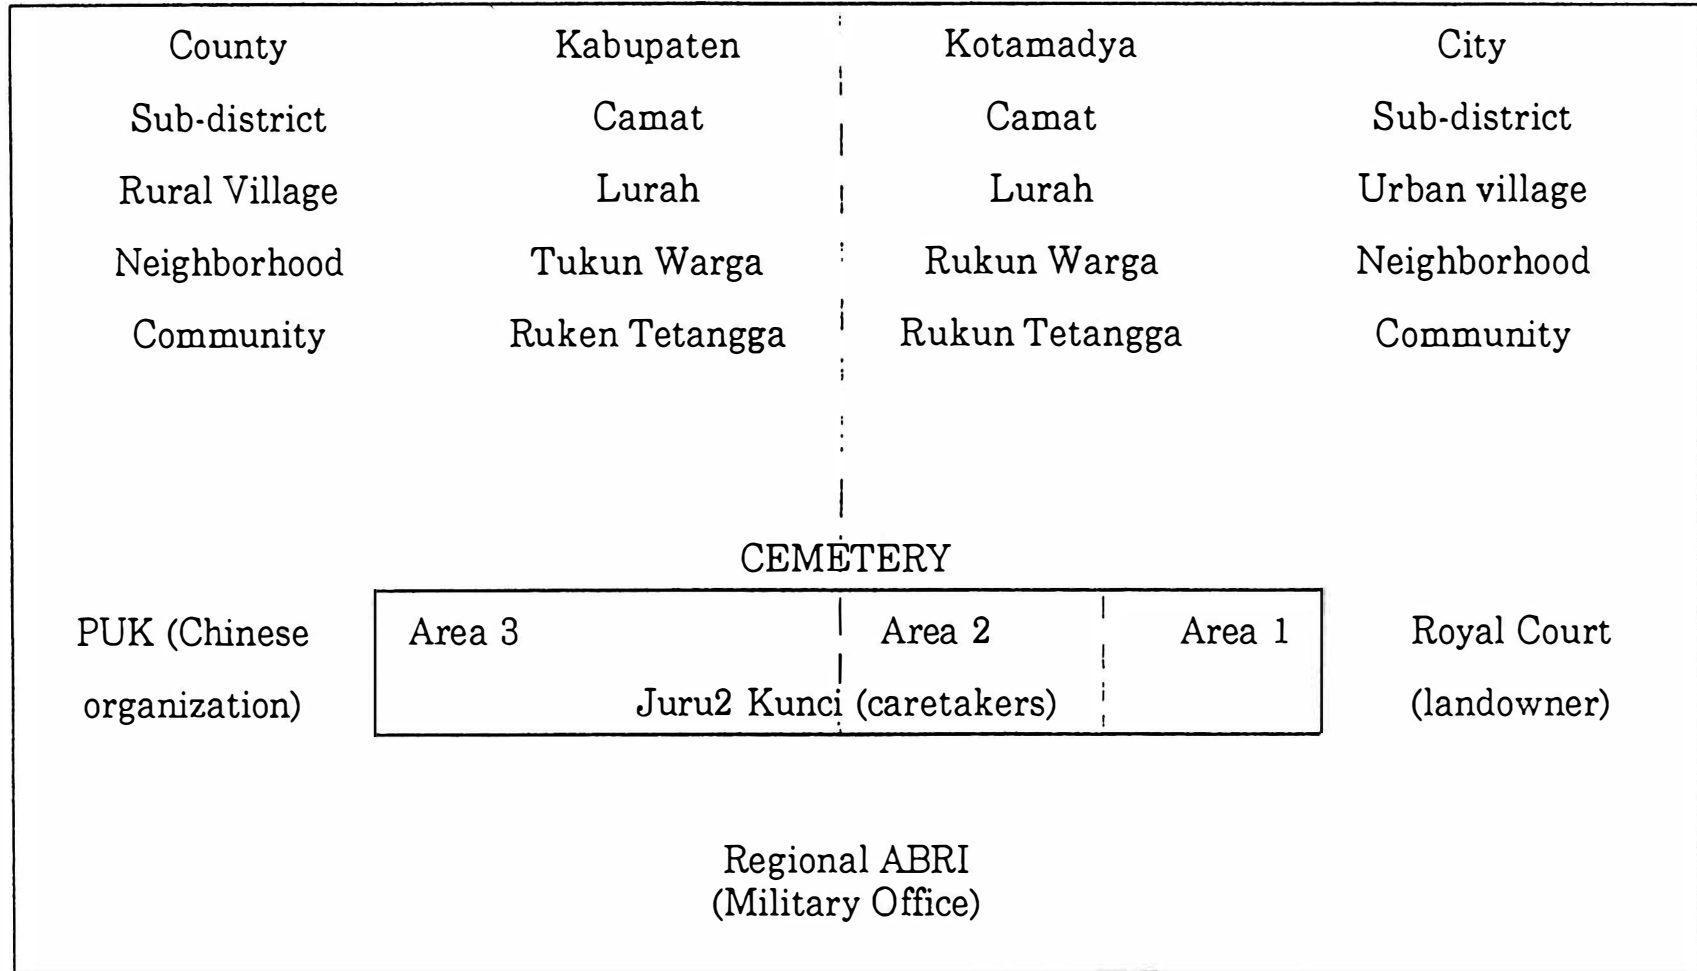 County Kabupaten Kotamadya City
Sub-district Camat Camat Sub-district
Rural Village Lurah Lurah Urban village
Neighborhood Tukun Warga Rukun Warga Neighborhood
Community Ruken Tetangga Rukun Tetangga Community
CEMETERY
PUK (Chinese Area 3 Area 2 Area 1 Royal Court
organization) Juru2 Kunci (caretakers) (landowner)
Regional ABRI
(Military Office)